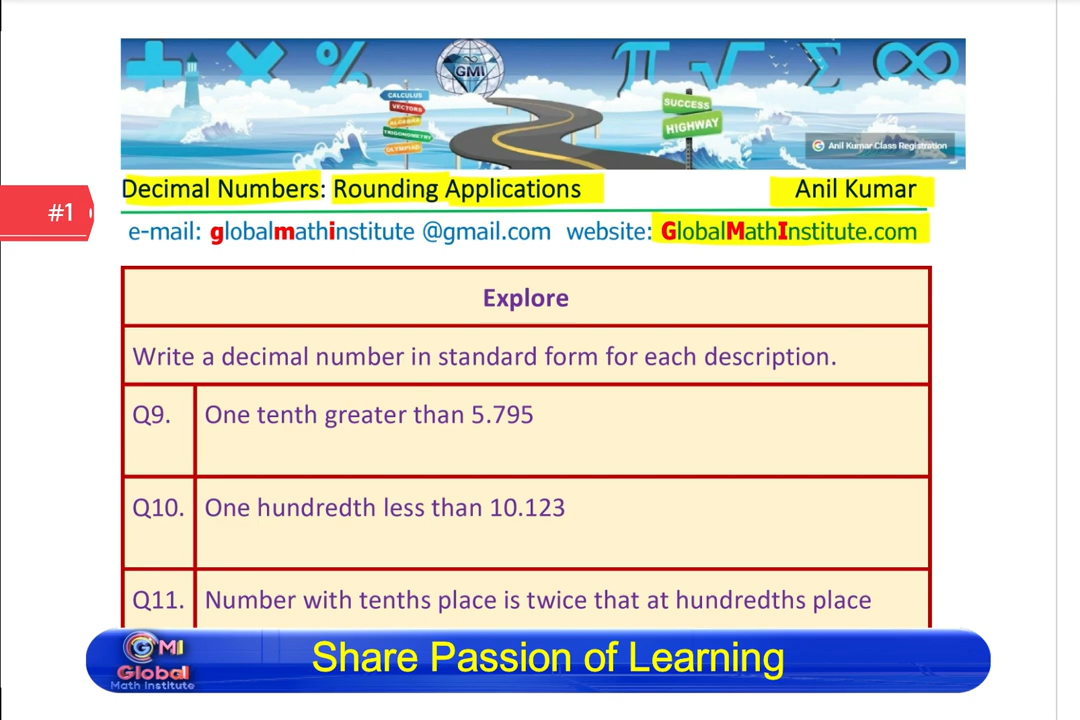 GMI
CALCULUS
VECTORS
ALGEBRA
TRIGONOMETRY
OLYMPIAD
SUCCESS
HIGHWAY
G Anil Kumar Class Registration
Decimal Numbers: Rounding Applications Anil Kumar
#1
e-mail: globalmathinstitute @gmail.com website: GlobalMathInstitute.com
Explore
Write a decimal number in standard form for each description.
Q9. One tenth greater than 5.795
Q10. One hundredth less than 10.123
Q11. Number with tenths place is twice that at hundredths place
GMI
Global
Math Institute
Share Passion of Learning